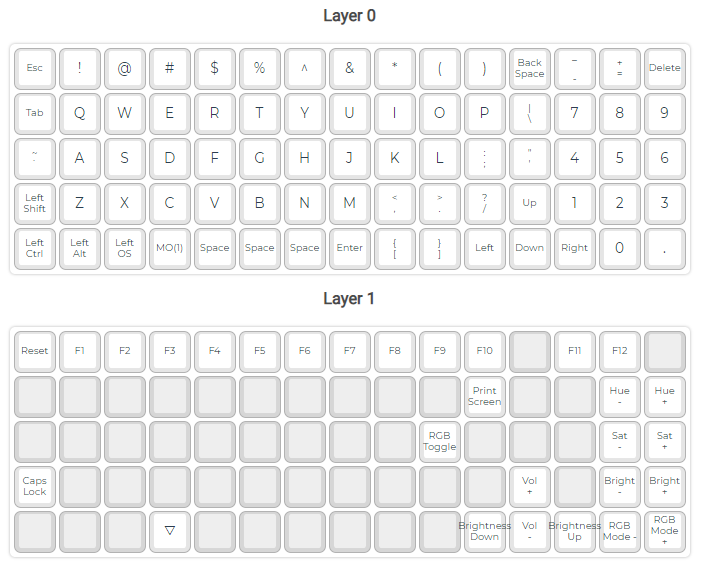 Layer 0
Esc ! @ # $ % ^ & * ( ) Back Space _ - + = Delete
Tab Q W E R T Y U I O P | \ 7 8 9
~ ` A S D F G H J K L : ; " ' 4 5 6
Left Shift Z X C V B N M < , > . ? / Up 1 2 3
Left Ctrl Left Alt Left OS MO(1) Space Space Space Enter { [ } ] Left Down Right 0 .
Layer 1
Reset F1 F2 F3 F4 F5 F6 F7 F8 F9 F10 F11 F12
Print Screen Hue - Hue +
RGB Toggle Sat - Sat +
Caps Lock Vol + Bright - Bright +
▽ Brightness Down Vol - Brightness Up RGB Mode - RGB Mode +